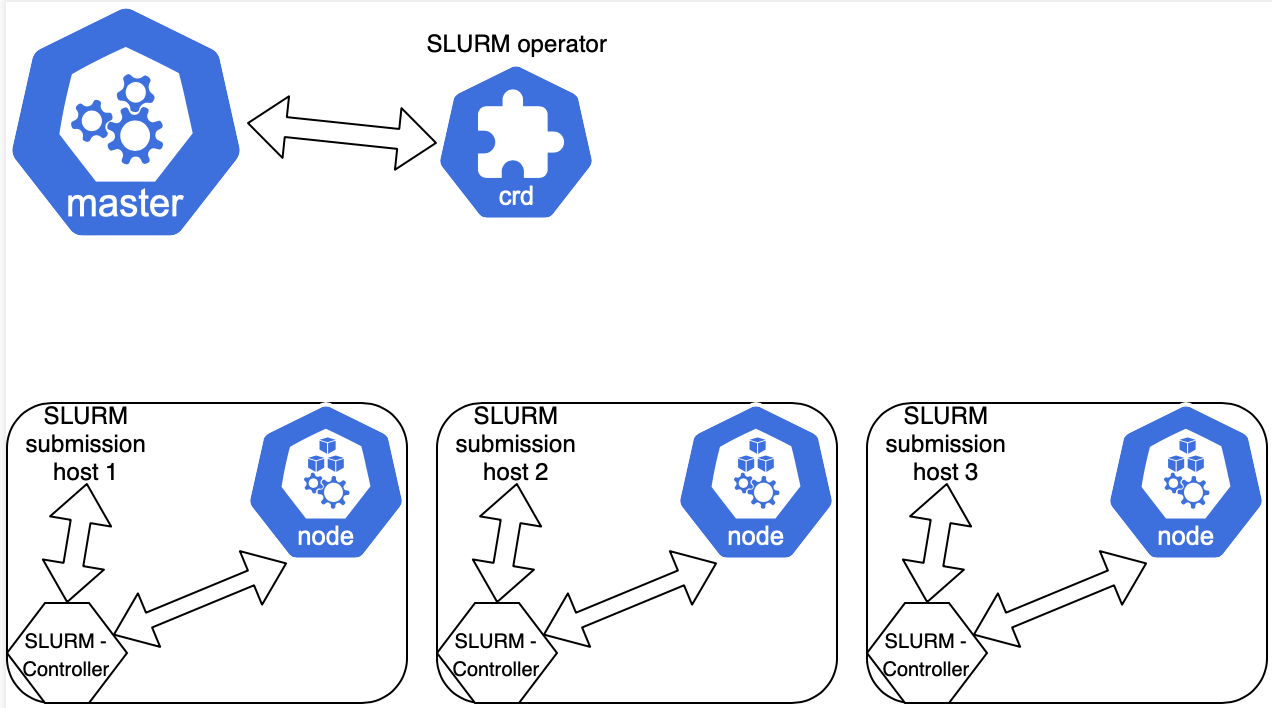 SLURM operator
master
crd
SLURM
submission
host 1
node
SLURM -
Controller
SLURM
submission
host 2
node
SLURM -
Controller
SLURM
submission
host 3
node
SLURM -
Controller